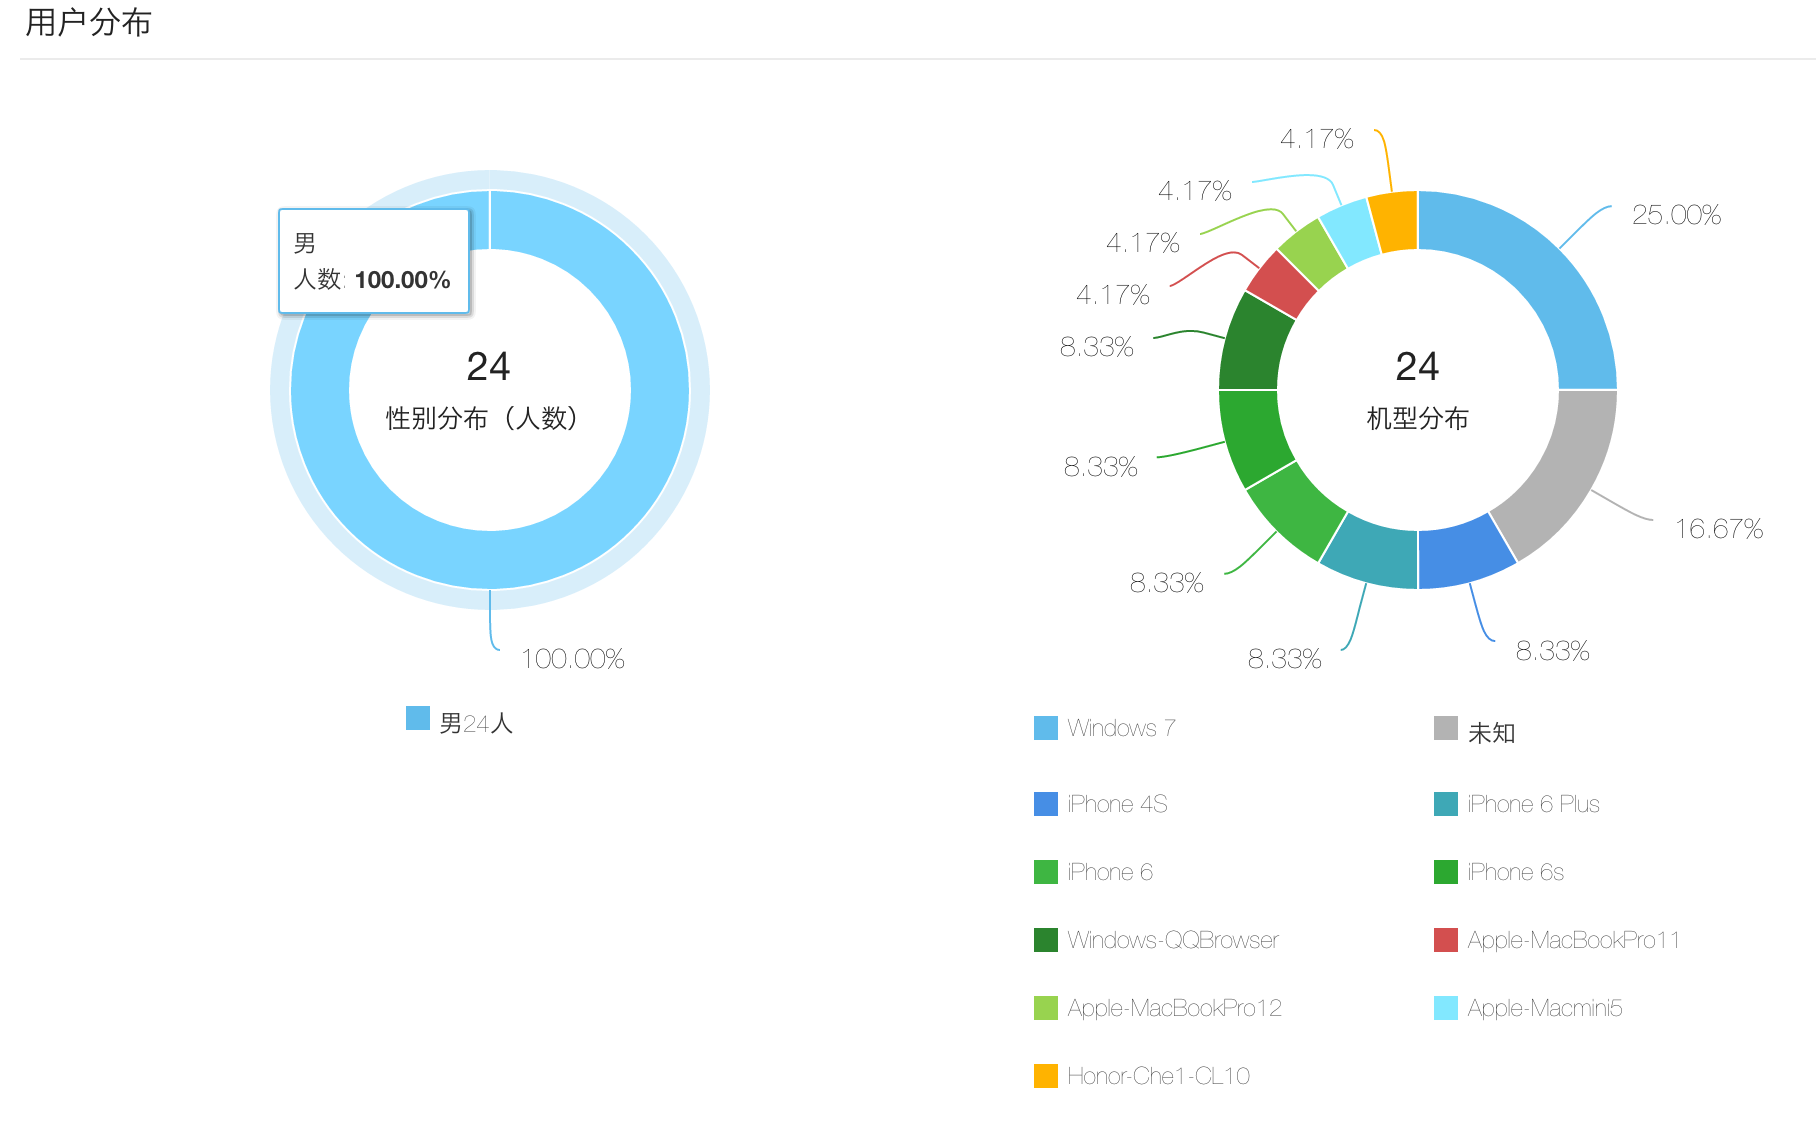 用户分布
男
人数: 100.00%
24
性别分布（人数）
100.00%
男24人
4.17%
4.17%
4.17%
4.17%
8.33%
8.33%
8.33%
8.33%
8.33%
16.67%
25.00%
24
机型分布
Windows 7
未知
iPhone 4S
iPhone 6 Plus
iPhone 6
iPhone 6s
Windows-QQBrowser
Apple-MacBookPro11
Apple-MacBookPro12
Apple-Macmini5
Honor-Che1-CL10